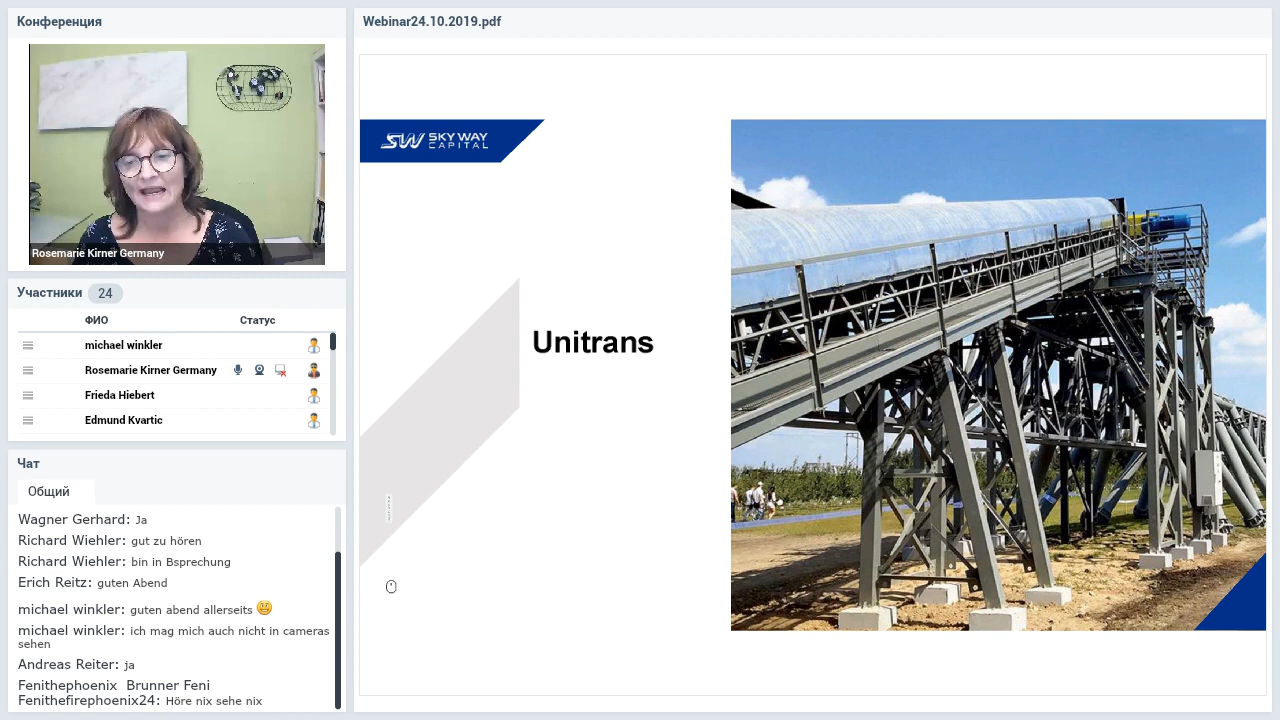 Конференция
Rosemarie Kirner Germany
Участники 24
ФИО Статус
michael winkler
Rosemarie Kirner Germany
Frieda Hiebert
Edmund Kvartic
Чат
Общий
Wagner Gerhard: Ja
Richard Wiehler: gut zu hören
Richard Wiehler: bin in Bsprechung
Erich Reitz: guten Abend
michael winkler: guten abend allerseits 😀
michael winkler: ich mag mich auch nicht in cameras
sehen
Andreas Reiter: ja
Fenithephoenix Brunner Feni
Fenithefirephoenix24: Höre nix sehe nix
Webinar24.10.2019.pdf
SW SKYWAY
CAPITAL
Unitrans